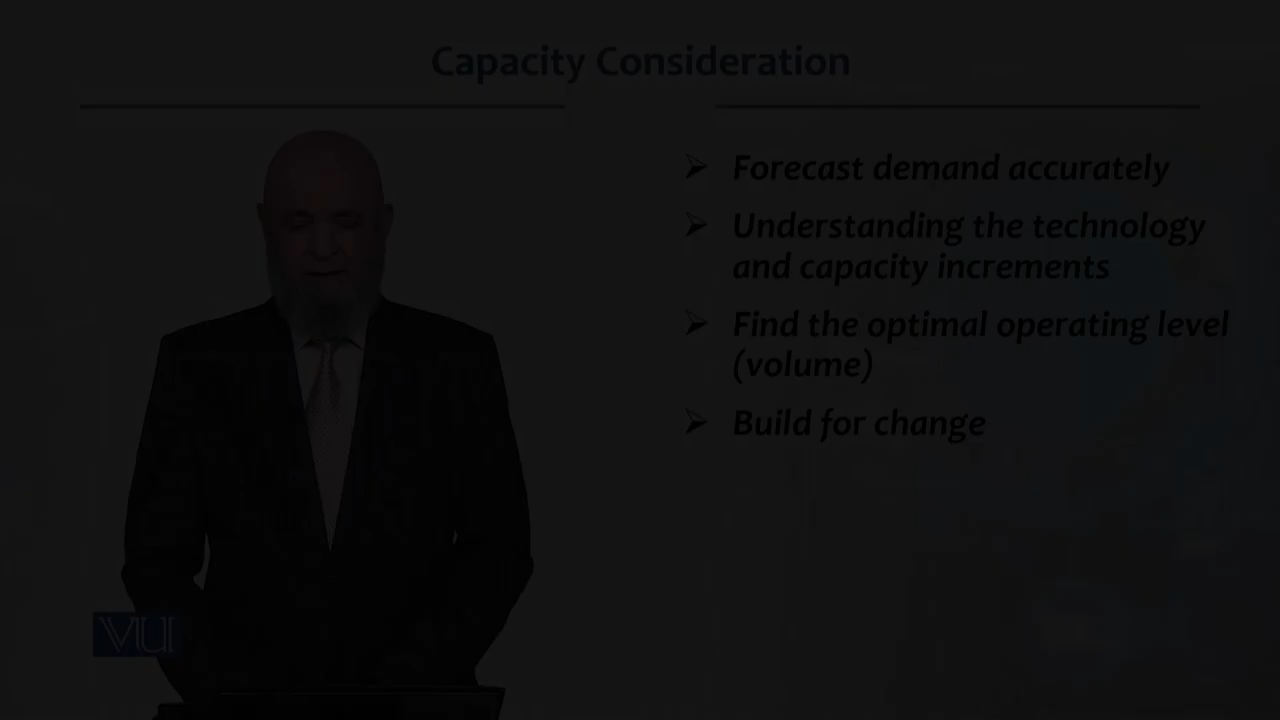 Capacity Consideration
Forecast demand accurately
Understanding the technology
and capacity increments
Find the optimal operating level
(volume)
Build for change
VU